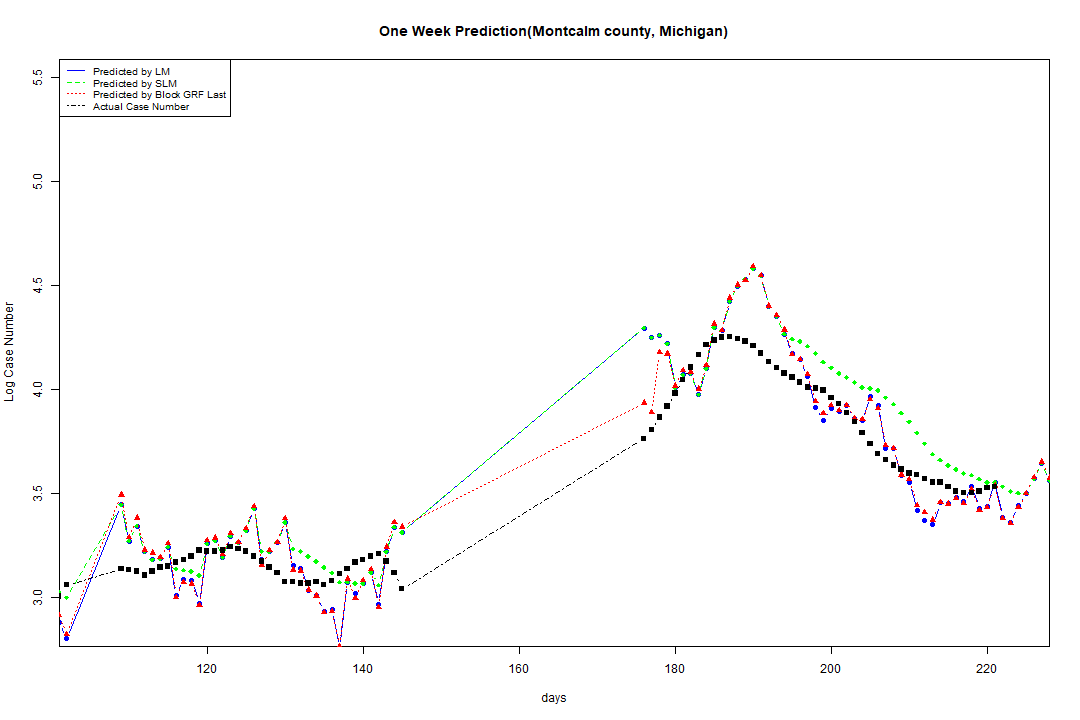 One Week Prediction(Montcalm county, Michigan)
Predicted by LM
Predicted by SLM
Predicted by Block GRF Last
Actual Case Number
5.5
5.0
4.5
4.0
3.5
3.0
Log Case Number
120 140 160 180 200 220
days